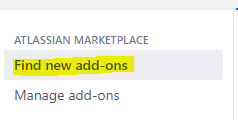 ATLASSIAN MARKETPLACE
Find new add-ons
Manage add-ons